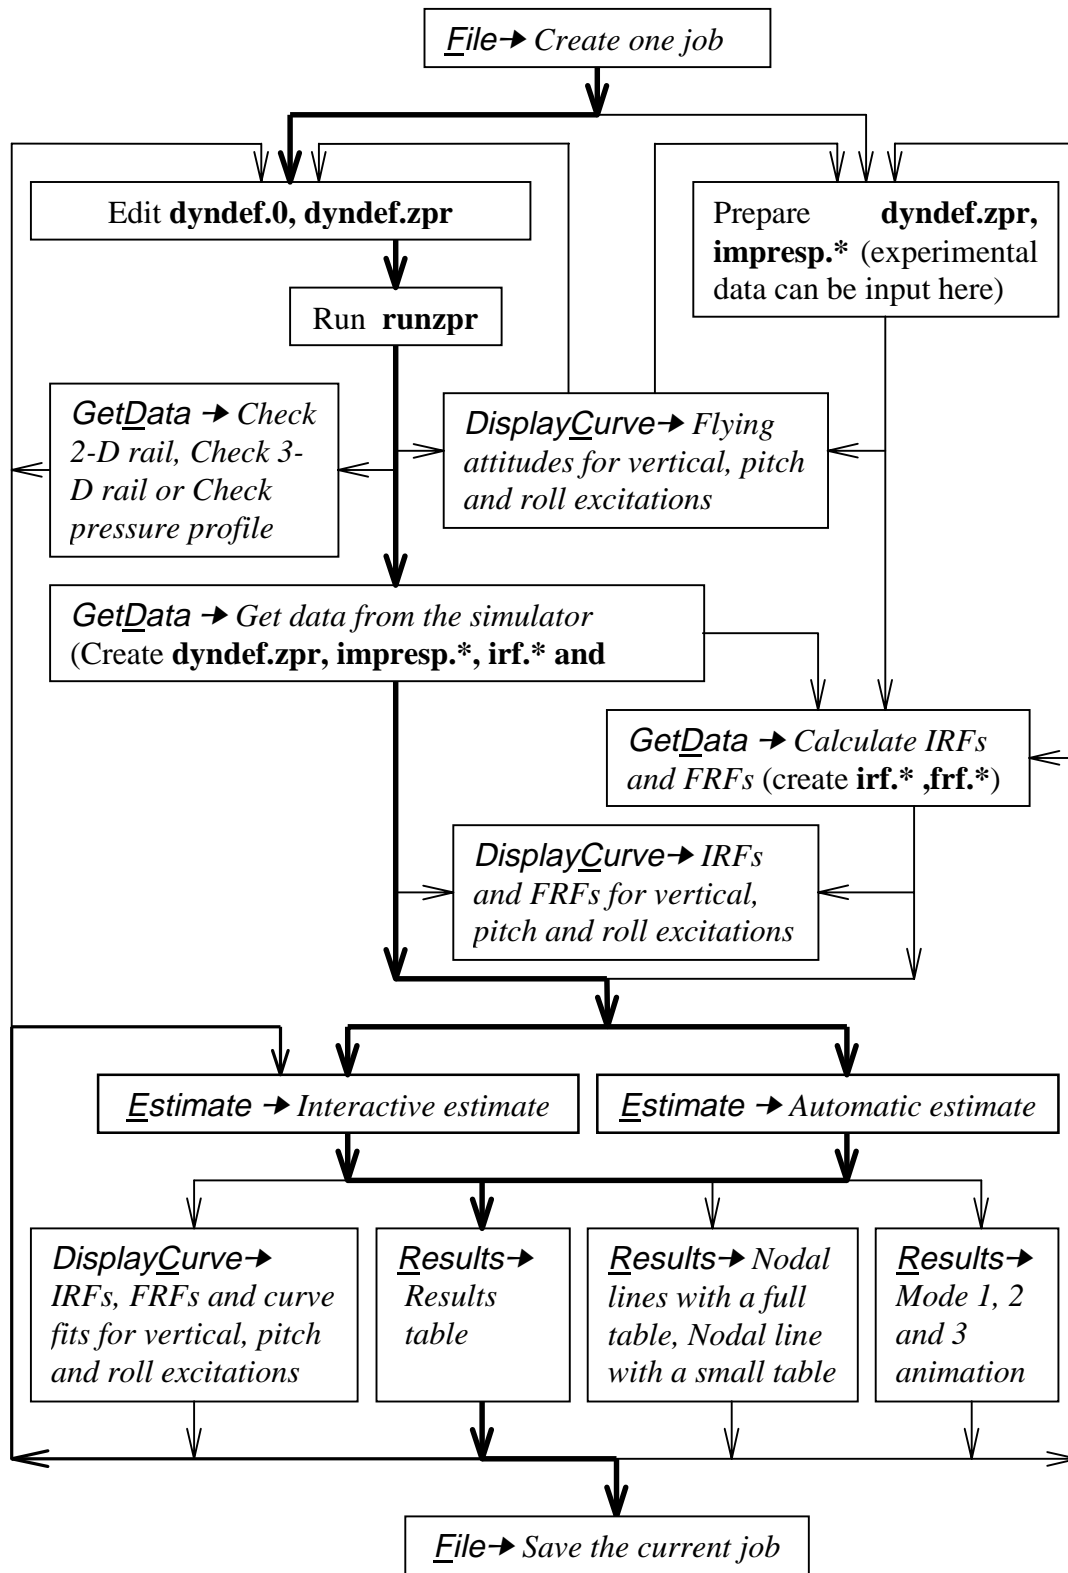 File→ Create one job
Edit dyndef.0, dyndef.zpr
Prepare dyndef.zpr,
impresp.* (experimental
data can be input here)
Run runzpr
GetData → Check
2-D rail, Check 3-
D rail or Check
pressure profile
DisplayCurve→ Flying
attitudes for vertical, pitch
and roll excitations
GetData → Get data from the simulator
(Create dyndef.zpr, impresp.*, irf.* and
GetData → Calculate IRFs
and FRFs (create irf.* ,frf.*)
DisplayCurve→ IRFs
and FRFs for vertical,
pitch and roll excitations
Estimate → Interactive estimate
Estimate → Automatic estimate
DisplayCurve→
IRFs, FRFs and curve
fits for vertical, pitch
and roll excitations
Results→
Results
table
Results→ Nodal
lines with a full
table, Nodal line
with a small table
Results→
Mode 1, 2
and 3
animation
File→ Save the current job